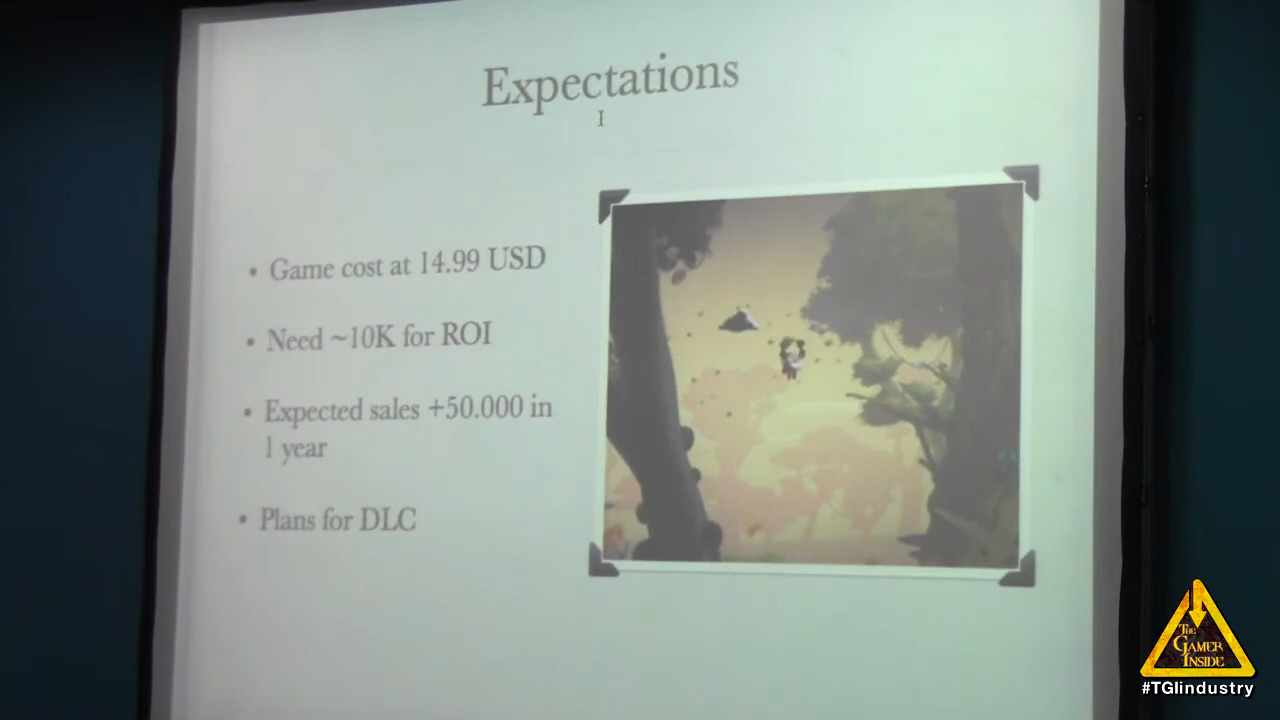 Expectations
• Game cost at 14.99 USD
• Need ~10K for ROI
• Expected sales +50.000 in
1 year
• Plans for DLC
THE
GAMER
INSIDE
#TGIindustry